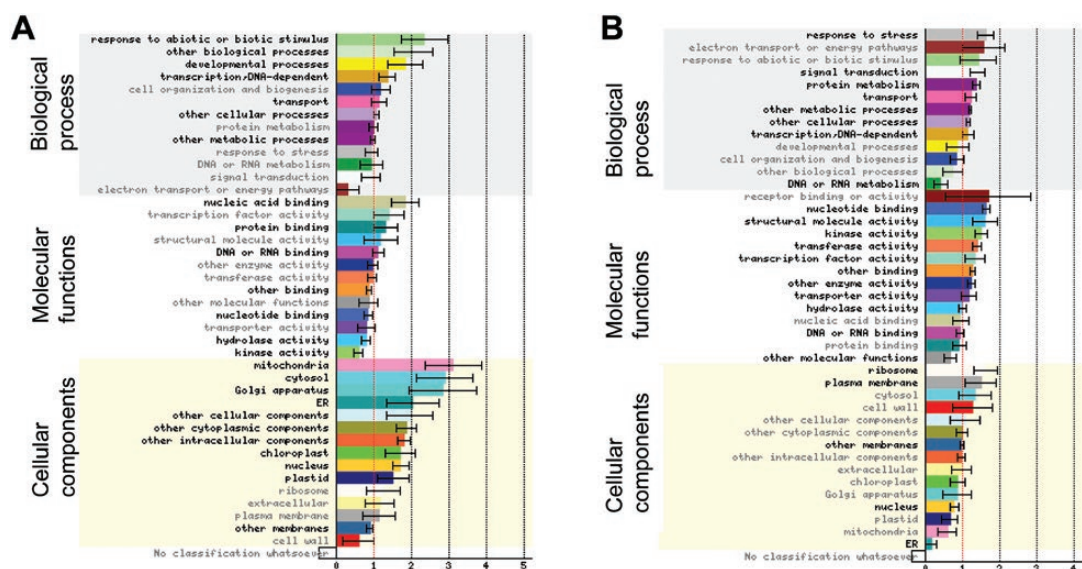 A
Biological process
response to abiotic or biotic stimulus
other biological processes
developmental processes
transcription,DNA-dependent
cell organization and biogenesis
transport
other cellular processes
protein metabolism
other metabolic processes
response to stress
DNA or RNA metabolism
signal transduction
electron transport or energy pathways
Molecular functions
nucleic acid binding
transcription factor activity
protein binding
structural molecule activity
DNA or RNA binding
other enzyme activity
transferase activity
other binding
other molecular functions
nucleotide binding
transporter activity
hydrolase activity
kinase activity
Cellular components
mitochondria
cytosol
Golgi apparatus
ER
other cellular components
other cytoplasmic components
other intracellular components
chloroplast
nucleus
plastid
ribosome
extracellular
plasma membrane
other membranes
cell wall
No classification whatsoever
0 1 2 3 4 5
B
Biological process
response to stress
electron transport or energy pathways
response to abiotic or biotic stimulus
signal transduction
protein metabolism
transport
other metabolic processes
other cellular processes
transcription,DNA-dependent
developmental processes
cell organization and biogenesis
other biological processes
DNA or RNA metabolism
Molecular functions
receptor binding or activity
nucleotide binding
structural molecule activity
kinase activity
transferase activity
transcription factor activity
other binding
other enzyme activity
transporter activity
hydrolase activity
nucleic acid binding
DNA or RNA binding
protein binding
other molecular functions
Cellular components
ribosome
plasma membrane
cytosol
cell wall
other cellular components
other cytoplasmic components
other membranes
other intracellular components
extracellular
chloroplast
Golgi apparatus
nucleus
plastid
mitochondria
ER
No classification whatsoever
0 1 2 3 4